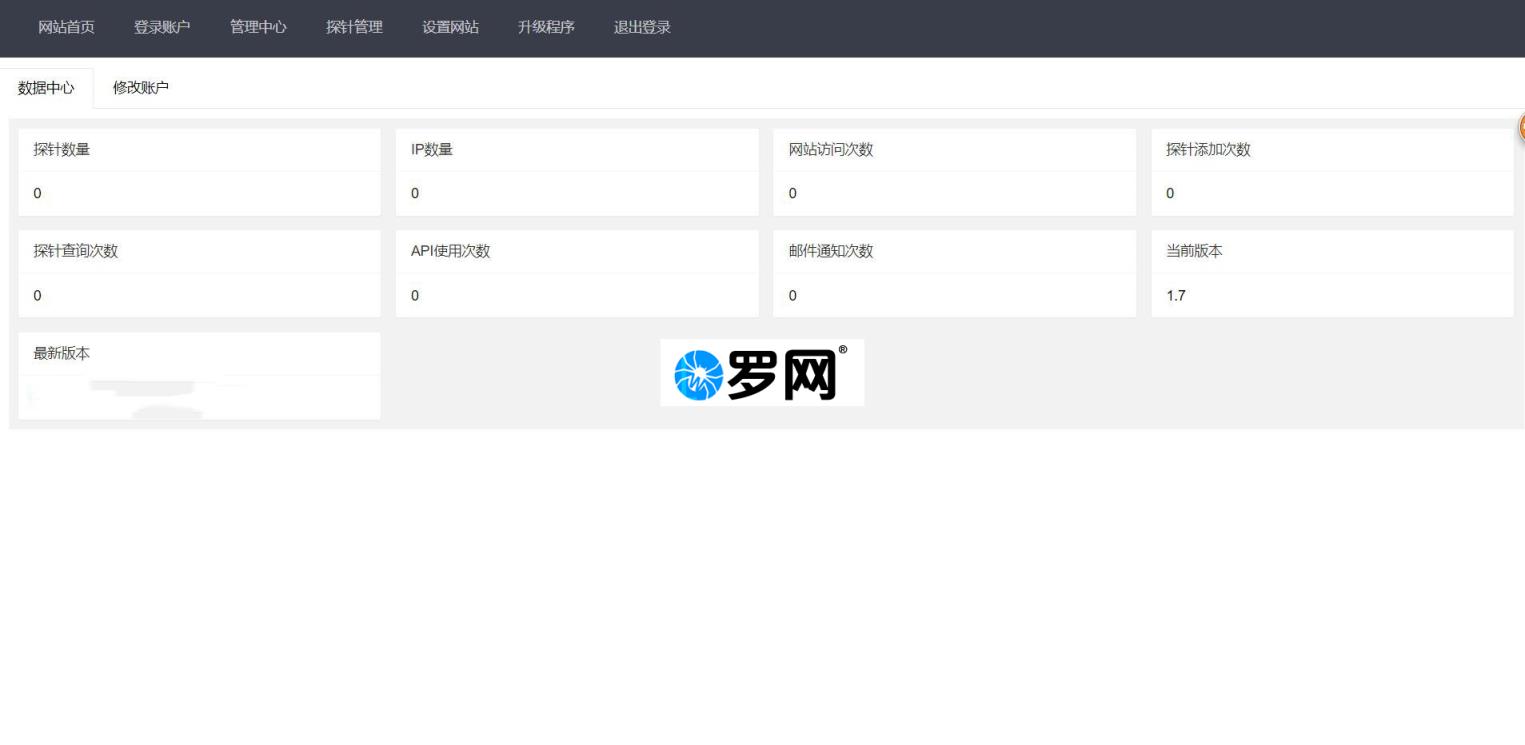 网站首页 登录账户 管理中心 探针管理 设置网站 升级程序 退出登录
数据中心 修改账户
探针数量 IP数量 网站访问次数 探针添加次数
0 0 0 0
探针查询次数 API使用次数 邮件通知次数 当前版本
0 0 0 1.7
最新版本
罗网®